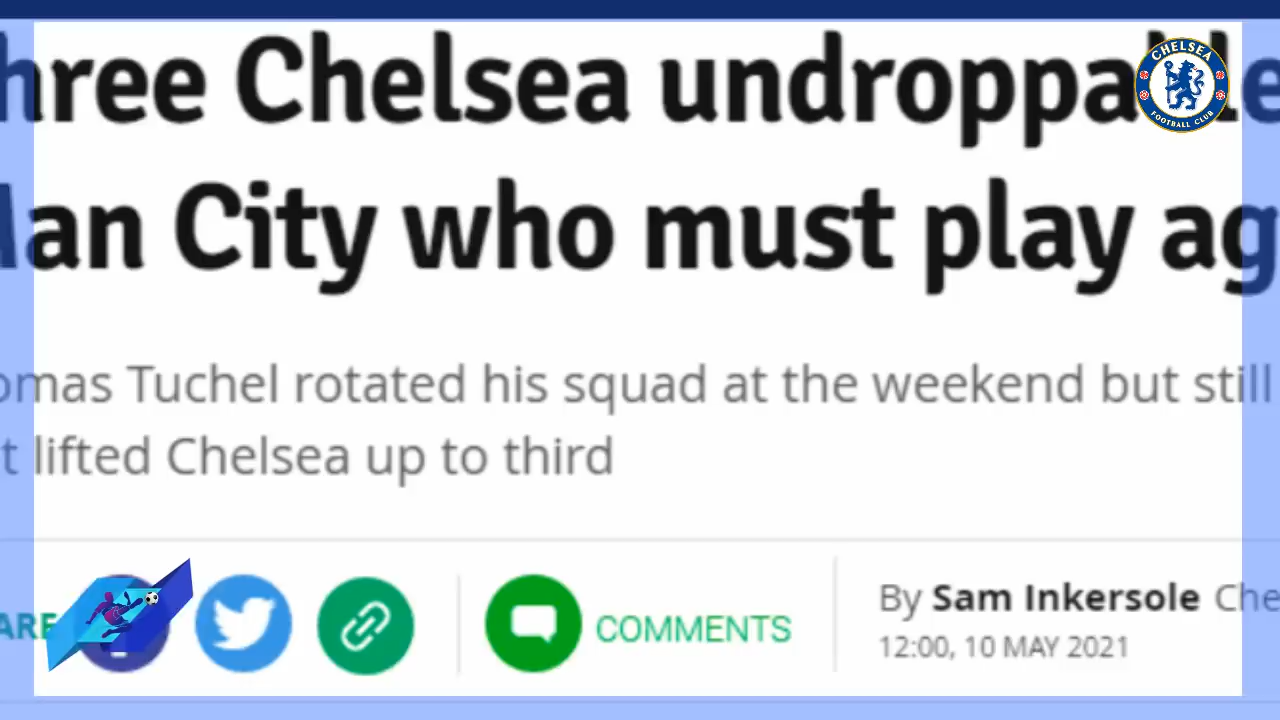 hree Chelsea undroppa
an City who must play ag
omas Tuchel rotated his squad at the weekend but still
t lifted Chelsea up to third
ARE
COMMENTS
By Sam Inkersole Che
12:00, 10 MAY 2021
CHELSEA
FOOTBALL CLUB